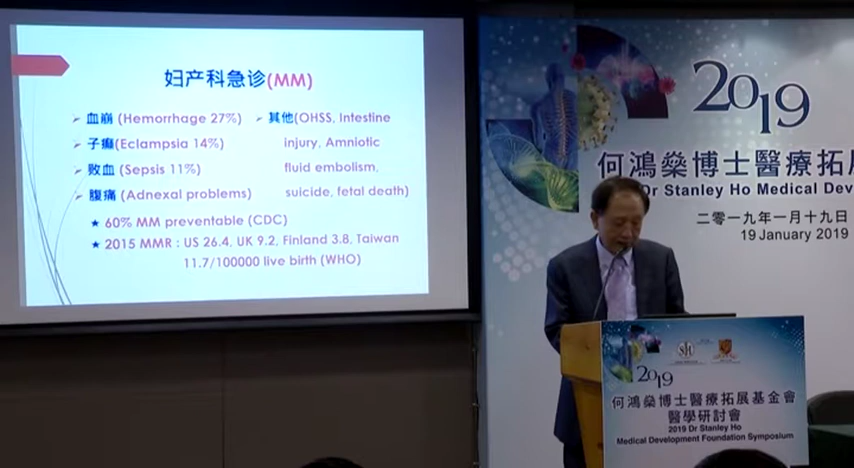 妇产科急诊(MM)
➢ 血崩 (Hemorrhage 27%)
➢ 子癲(Eclampsia 14%)
➢ 败血 (Sepsis 11%)
➢ 腹痛 (Adnexal problems)
➢ 其他(OHSS, Intestine
injury, Amniotic
fluid embolism,
suicide, fetal death)
★ 60% MM preventable (CDC)
★ 2015 MMR : US 26.4, UK 9.2, Finland 3.8, Taiwan
11.7/100000 live birth (WHO)
2019
何鴻燊博士醫療拓展
Dr Stanley Ho Medical
二零一九年一月十九日
19 January 2019
2019
何鴻燊博士醫療拓展基金會
醫學研討會
2019 Dr Stanley Ho
Medical Development Foundation Symposium